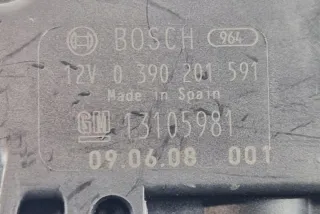 BOSCH 964
12V 0 390 201 591
Made in Spain
GM 13105981
09.06.08 001